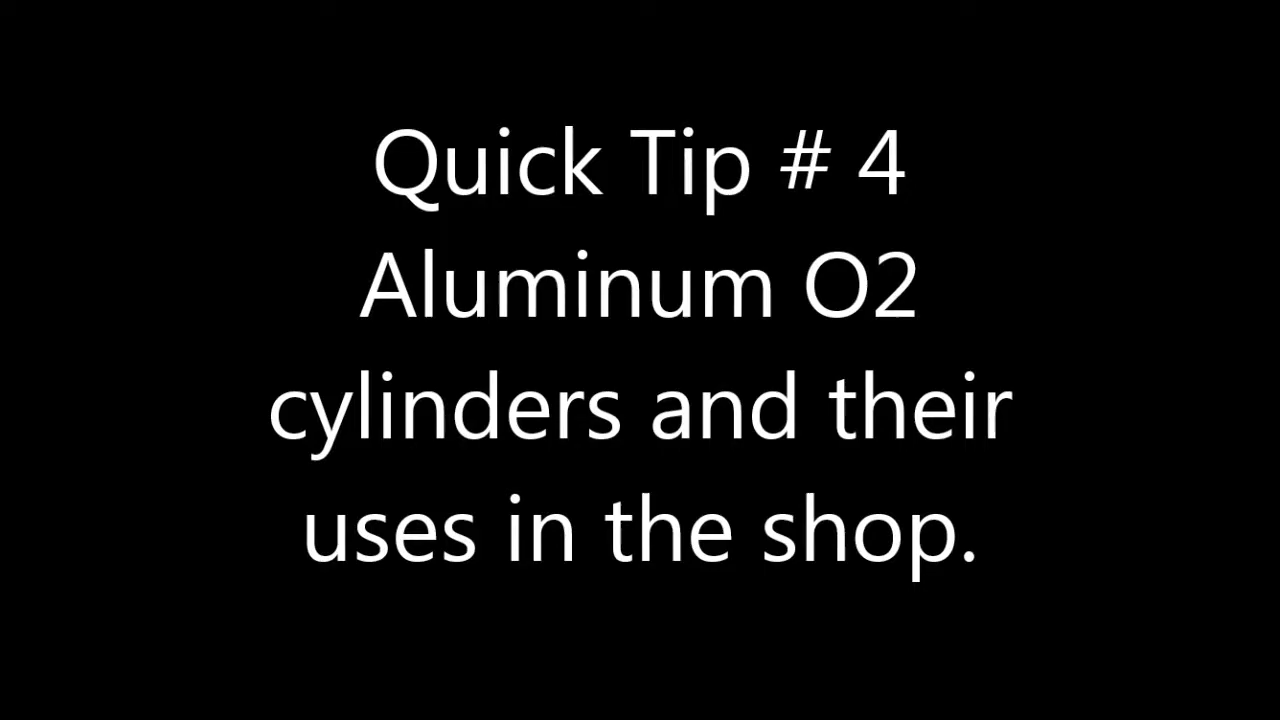 Quick Tip # 4
Aluminum O2
cylinders and their
uses in the shop.